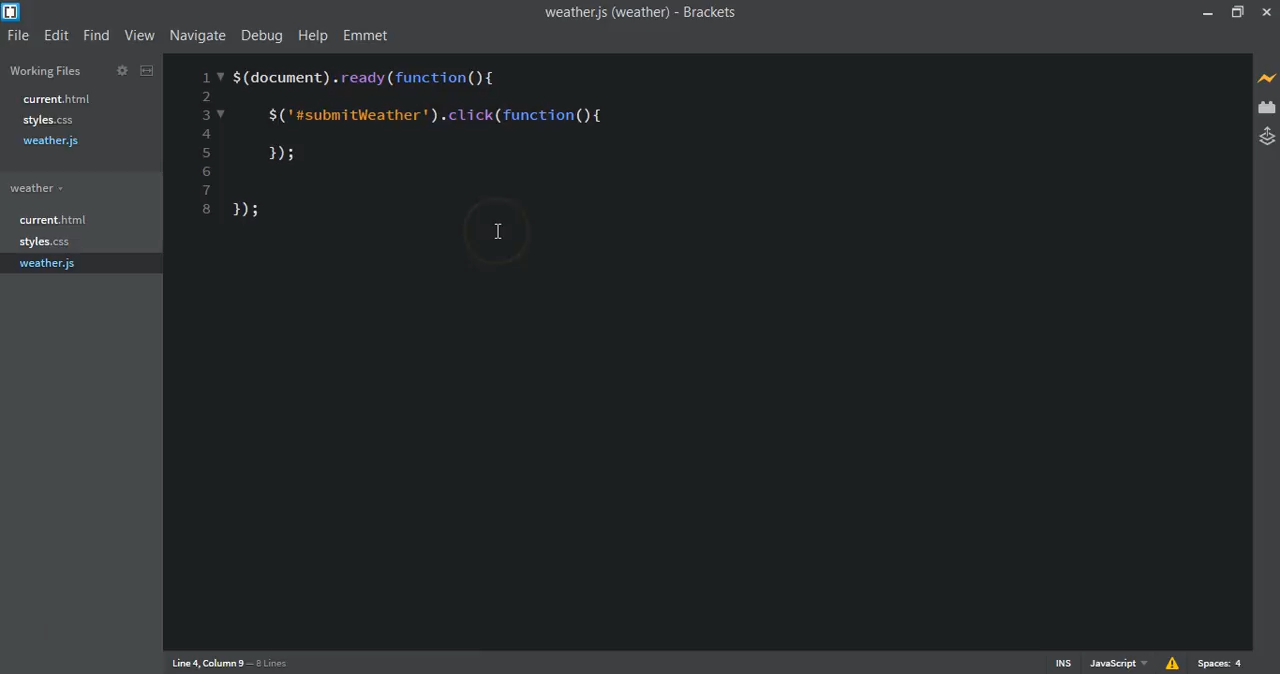 weather.js (weather) - Brackets
File Edit Find View Navigate Debug Help Emmet
Working Files
current.html
styles.css
weather.js
weather
current.html
styles.css
weather.js
1 $(document).ready(function(){
2
3 $('#submitWeather').click(function(){
4
5 });
6
7
8 });
Line 4, Column 9 — 8 Lines
INS JavaScript Spaces: 4